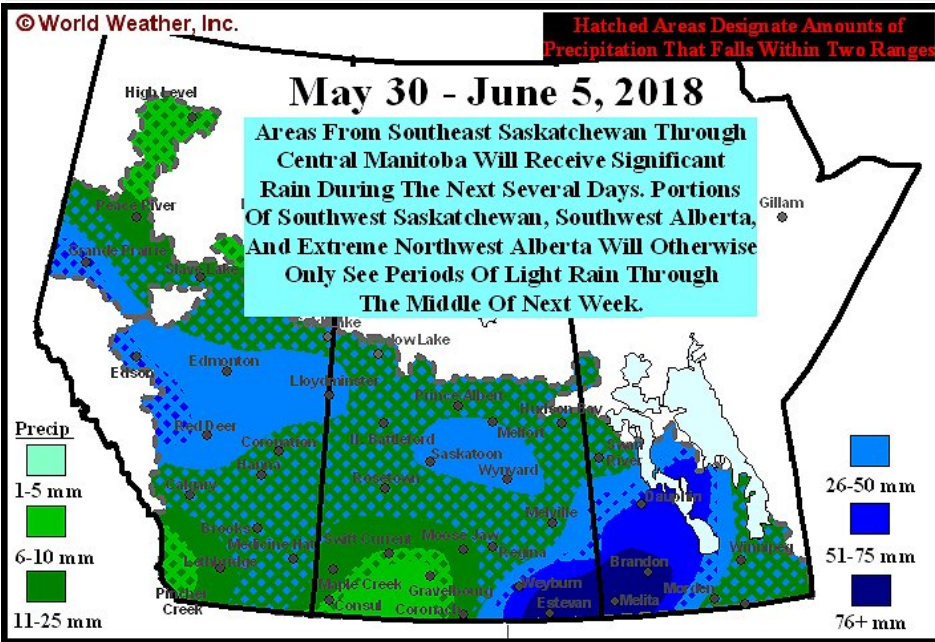 © World Weather, Inc.
Hatched Areas Designate Amounts of
Precipitation That Falls Within Two Ranges
May 30 - June 5, 2018
Areas From Southeast Saskatchewan Through
Central Manitoba Will Receive Significant
Rain During The Next Several Days. Portions
Of Southwest Saskatchewan, Southwest Alberta,
And Extreme Northwest Alberta Will Otherwise
Only See Periods Of Light Rain Through
The Middle Of Next Week.
High Level
Peace River
Gillam
Grande Prairie
Slave Lake
Edson
Edmonton
Lloydminster
Prince Albert
Hudson Bay
Red Deer
Coronation
N. Battleford
Melfort
Hanna
Saskatoon
Swan
River
Calgary
Rosetown
Wynyard
Dauphin
Brooks
Melville
Medicine Hat
Swift Current
Moose Jaw
Regina
Winnipeg
Lethbridge
Maple Creek
Gravelbourg
Weyburn
Brandon
Morden
Pincher
Creek
Consul
Coronach
Estevan
Melita
Precip
1-5 mm
6-10 mm
11-25 mm
26-50 mm
51-75 mm
76+ mm